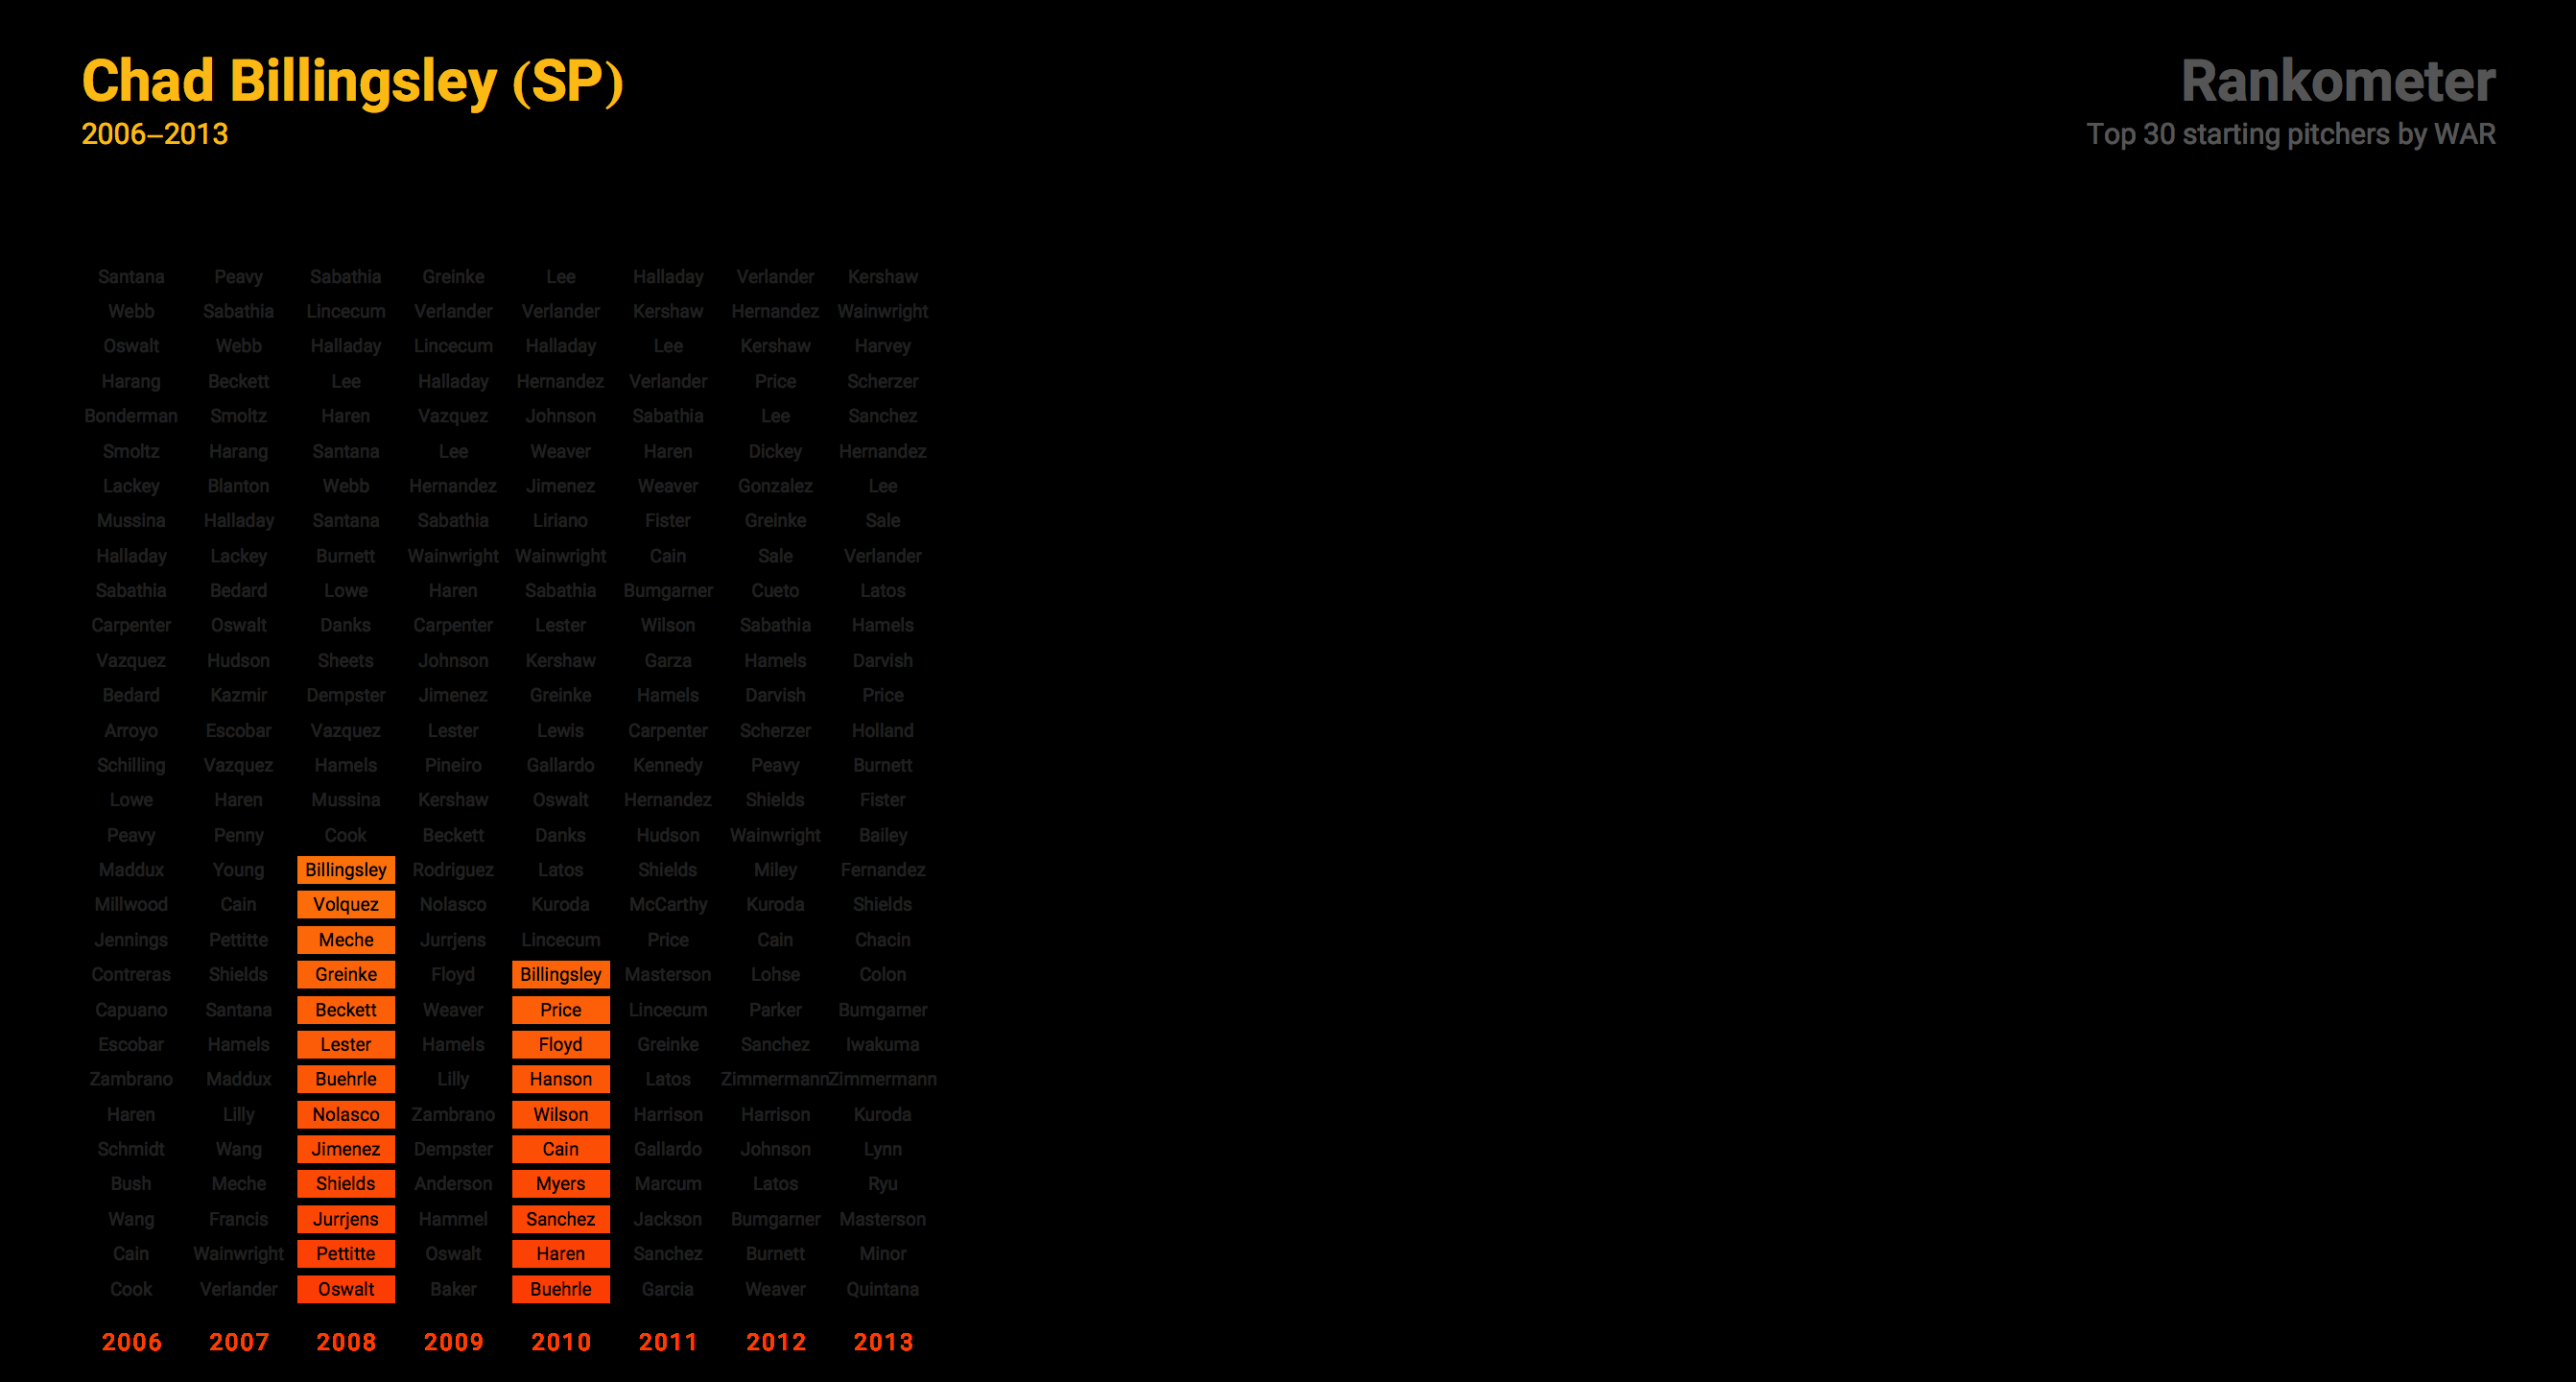 Chad Billingsley (SP)
2006–2013
Rankometer
Top 30 starting pitchers by WAR
Santana Peavy Sabathia Greinke Lee Halladay Verlander Kershaw
Webb Sabathia Lincecum Verlander Verlander Kershaw Hernandez Wainwright
Oswalt Webb Halladay Lincecum Halladay Lee Kershaw Harvey
Harang Beckett Lee Halladay Hernandez Verlander Price Scherzer
Bonderman Smoltz Haren Vazquez Johnson Sabathia Lee Sanchez
Smoltz Harang Santana Lee Weaver Haren Dickey Hernandez
Lackey Blanton Webb Hernandez Jimenez Weaver Gonzalez Lee
Mussina Halladay Santana Sabathia Liriano Fister Greinke Sale
Halladay Lackey Burnett Wainwright Wainwright Cain Sale Verlander
Sabathia Bedard Lowe Haren Sabathia Bumgarner Cueto Latos
Carpenter Oswalt Danks Carpenter Lester Wilson Sabathia Hamels
Vazquez Hudson Sheets Johnson Kershaw Garza Hamels Darvish
Bedard Kazmir Dempster Jimenez Greinke Hamels Darvish Price
Arroyo Escobar Vazquez Lester Lewis Carpenter Scherzer Holland
Schilling Vazquez Hamels Pineiro Gallardo Kennedy Peavy Burnett
Lowe Haren Mussina Kershaw Oswalt Hernandez Shields Fister
Peavy Penny Cook Beckett Danks Hudson Wainwright Bailey
Maddux Young Billingsley Rodriguez Latos Shields Miley Fernandez
Millwood Cain Volquez Nolasco Kuroda McCarthy Kuroda Shields
Jennings Pettitte Meche Jurrjens Lincecum Price Cain Chacin
Contreras Shields Greinke Floyd Billingsley Masterson Lohse Colon
Capuano Santana Beckett Weaver Price Lincecum Parker Bumgarner
Escobar Hamels Lester Hamels Floyd Greinke Sanchez Iwakuma
Zambrano Maddux Buehrle Lilly Hanson Latos Zimmermann Zimmermann
Haren Lilly Nolasco Zambrano Wilson Harrison Harrison Kuroda
Schmidt Wang Jimenez Dempster Cain Gallardo Johnson Lynn
Bush Meche Shields Anderson Myers Marcum Latos Ryu
Wang Francis Jurrjens Hammel Sanchez Jackson Bumgarner Masterson
Cain Wainwright Pettitte Oswalt Haren Sanchez Burnett Minor
Cook Verlander Oswalt Baker Buehrle Garcia Weaver Quintana
2006 2007 2008 2009 2010 2011 2012 2013